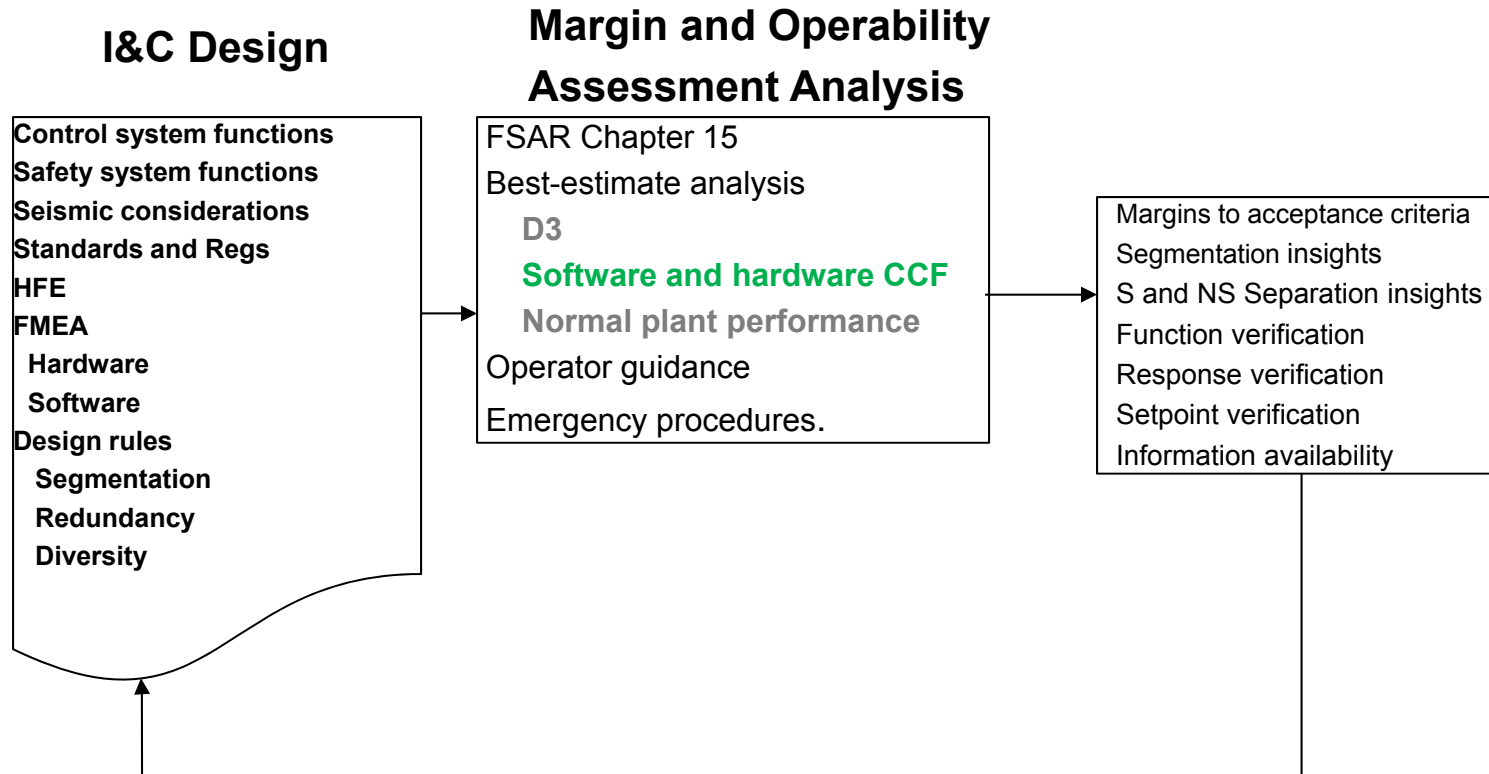 I&C Design
Margin and Operability
Assessment Analysis
Control system functions
Safety system functions
Seismic considerations
Standards and Regs
HFE
FMEA
Hardware
Software
Design rules
Segmentation
Redundancy
Diversity
FSAR Chapter 15
Best-estimate analysis
D3
Software and hardware CCF
Normal plant performance
Operator guidance
Emergency procedures.
Margins to acceptance criteria
Segmentation insights
S and NS Separation insights
Function verification
Response verification
Setpoint verification
Information availability